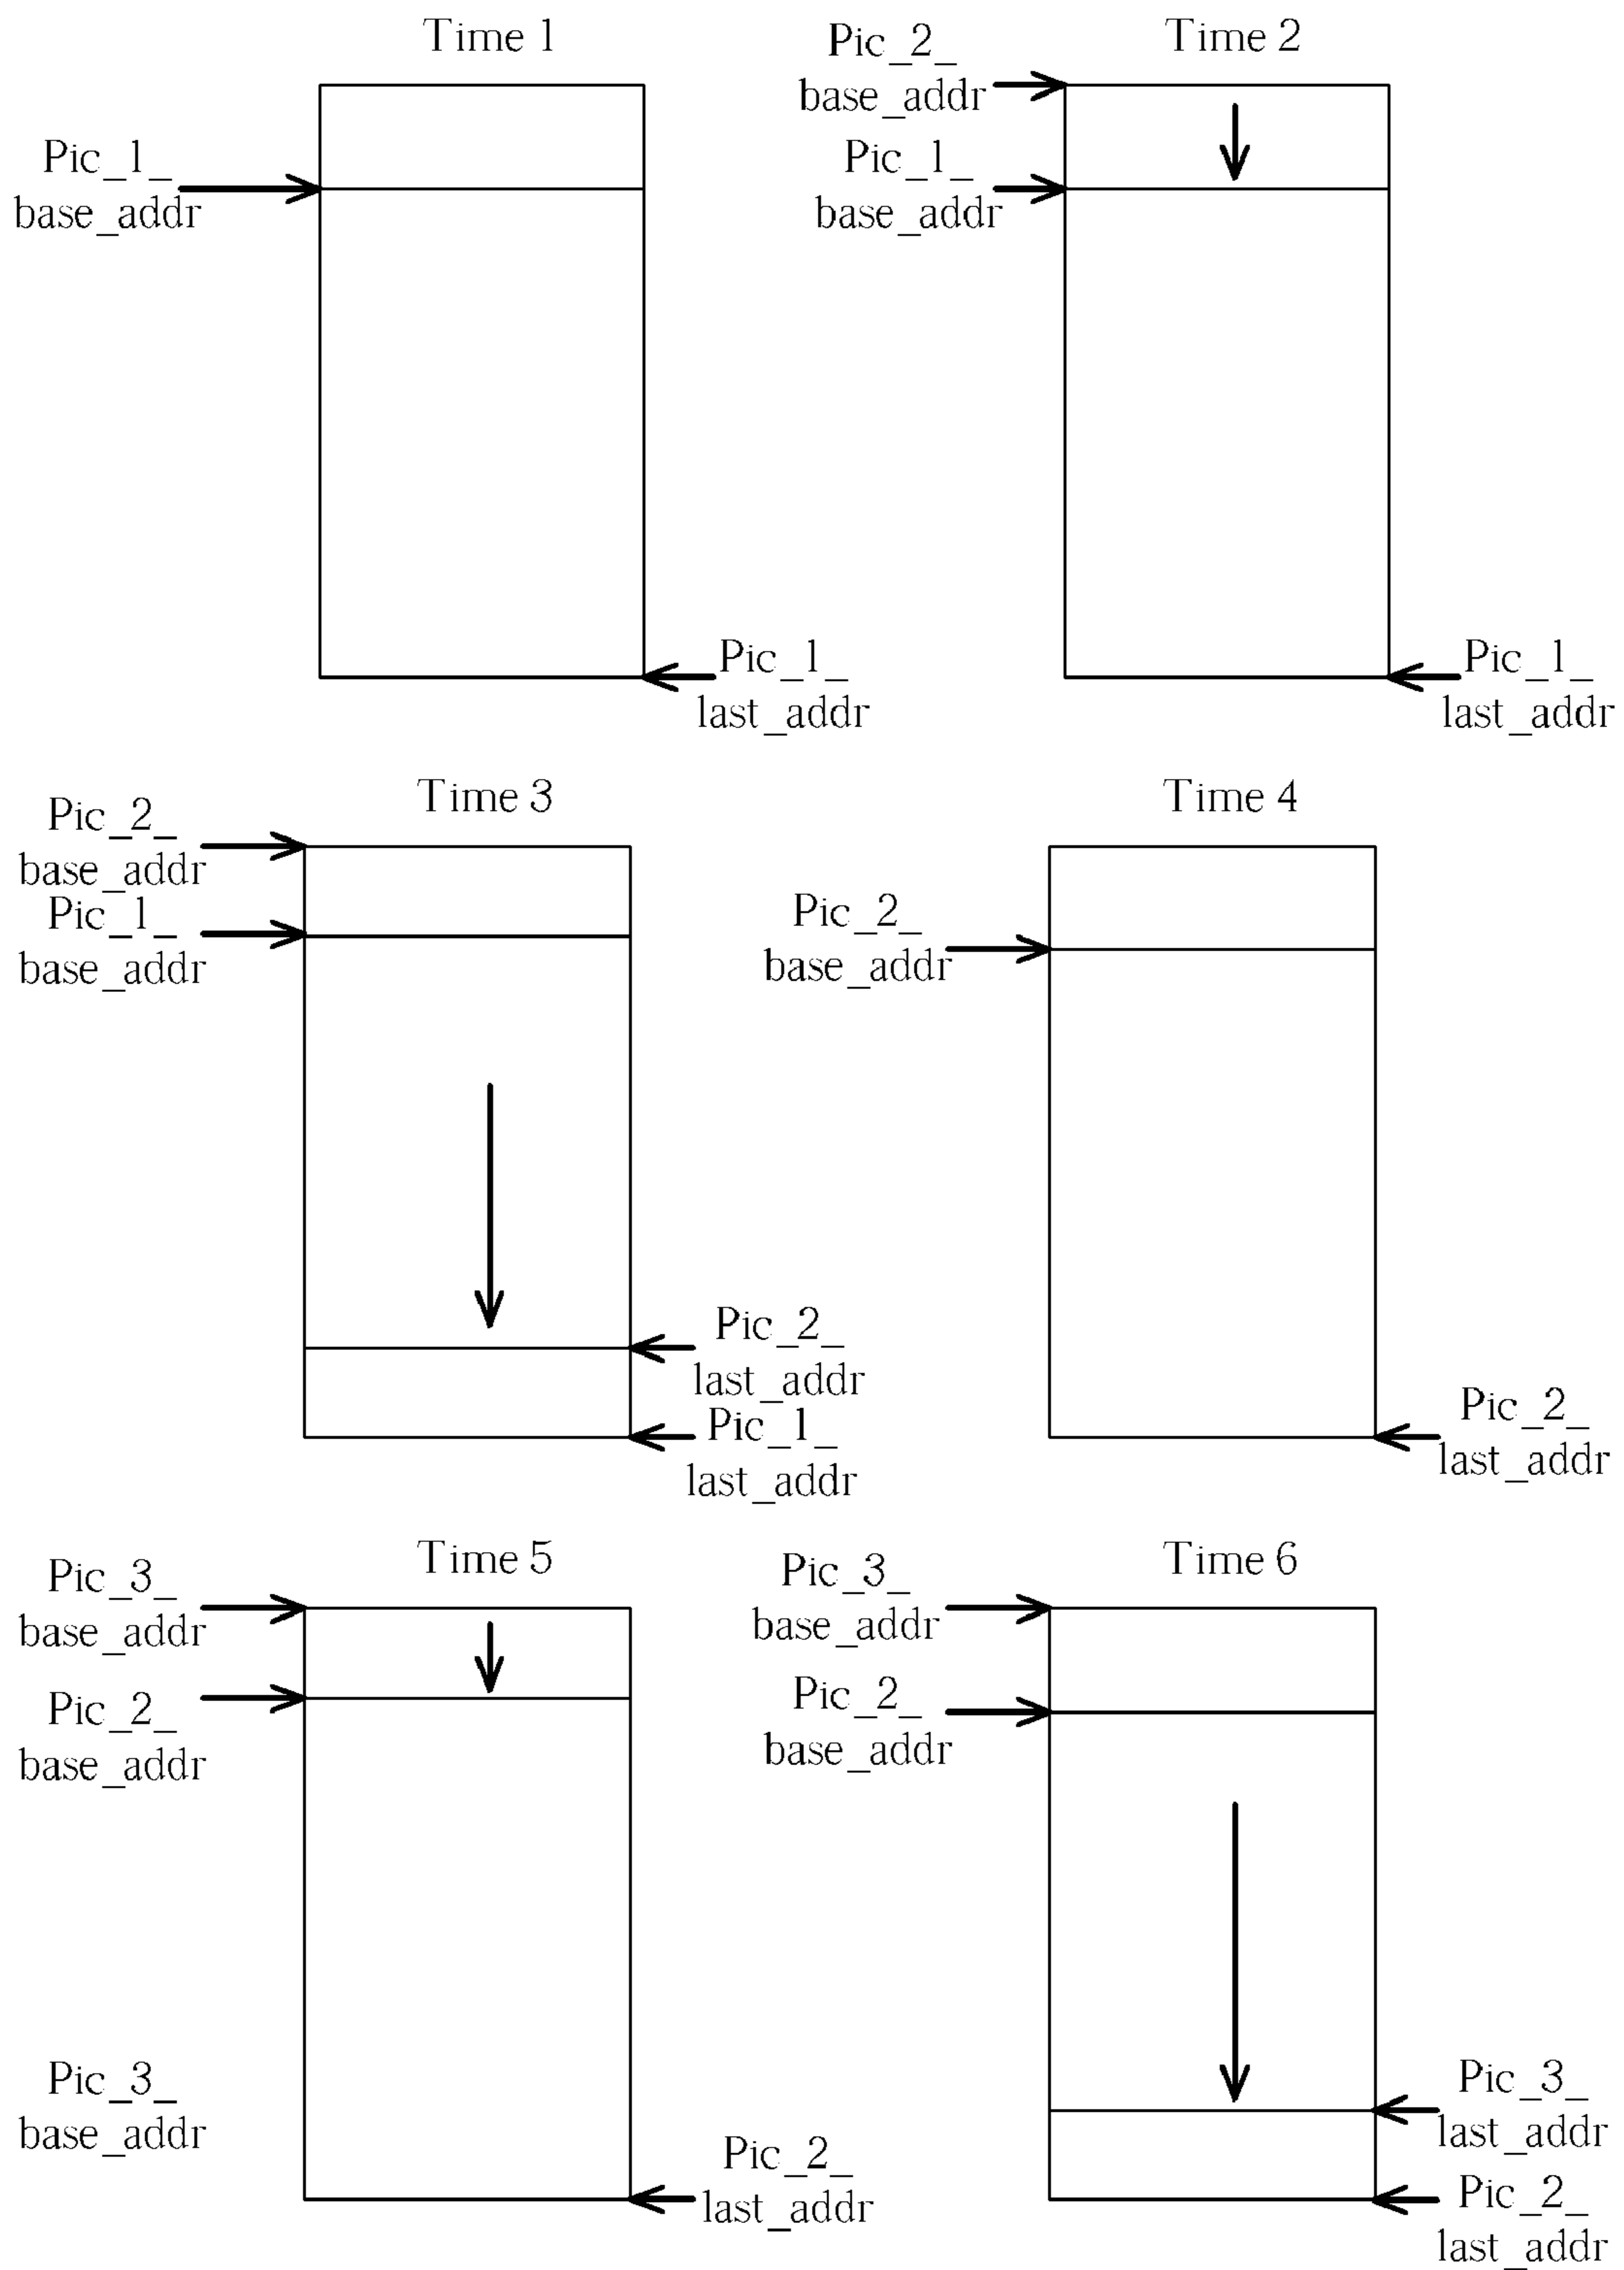 Time 1
Pic_1_
base_addr
Pic_1_
last_addr
Time 2
Pic_2_
base_addr
Pic_1_
base_addr
Pic_1_
last_addr
Time 3
Pic_2_
base_addr
Pic_1_
base_addr
Pic_2_
last_addr
Pic_1_
last_addr
Time 4
Pic_2_
base_addr
Pic_2_
last_addr
Time 5
Pic_3_
base_addr
Pic_2_
base_addr
Pic_3_
base_addr
Pic_2_
last_addr
Time 6
Pic_3_
base_addr
Pic_2_
base_addr
Pic_3_
last_addr
Pic_2_
last_addr